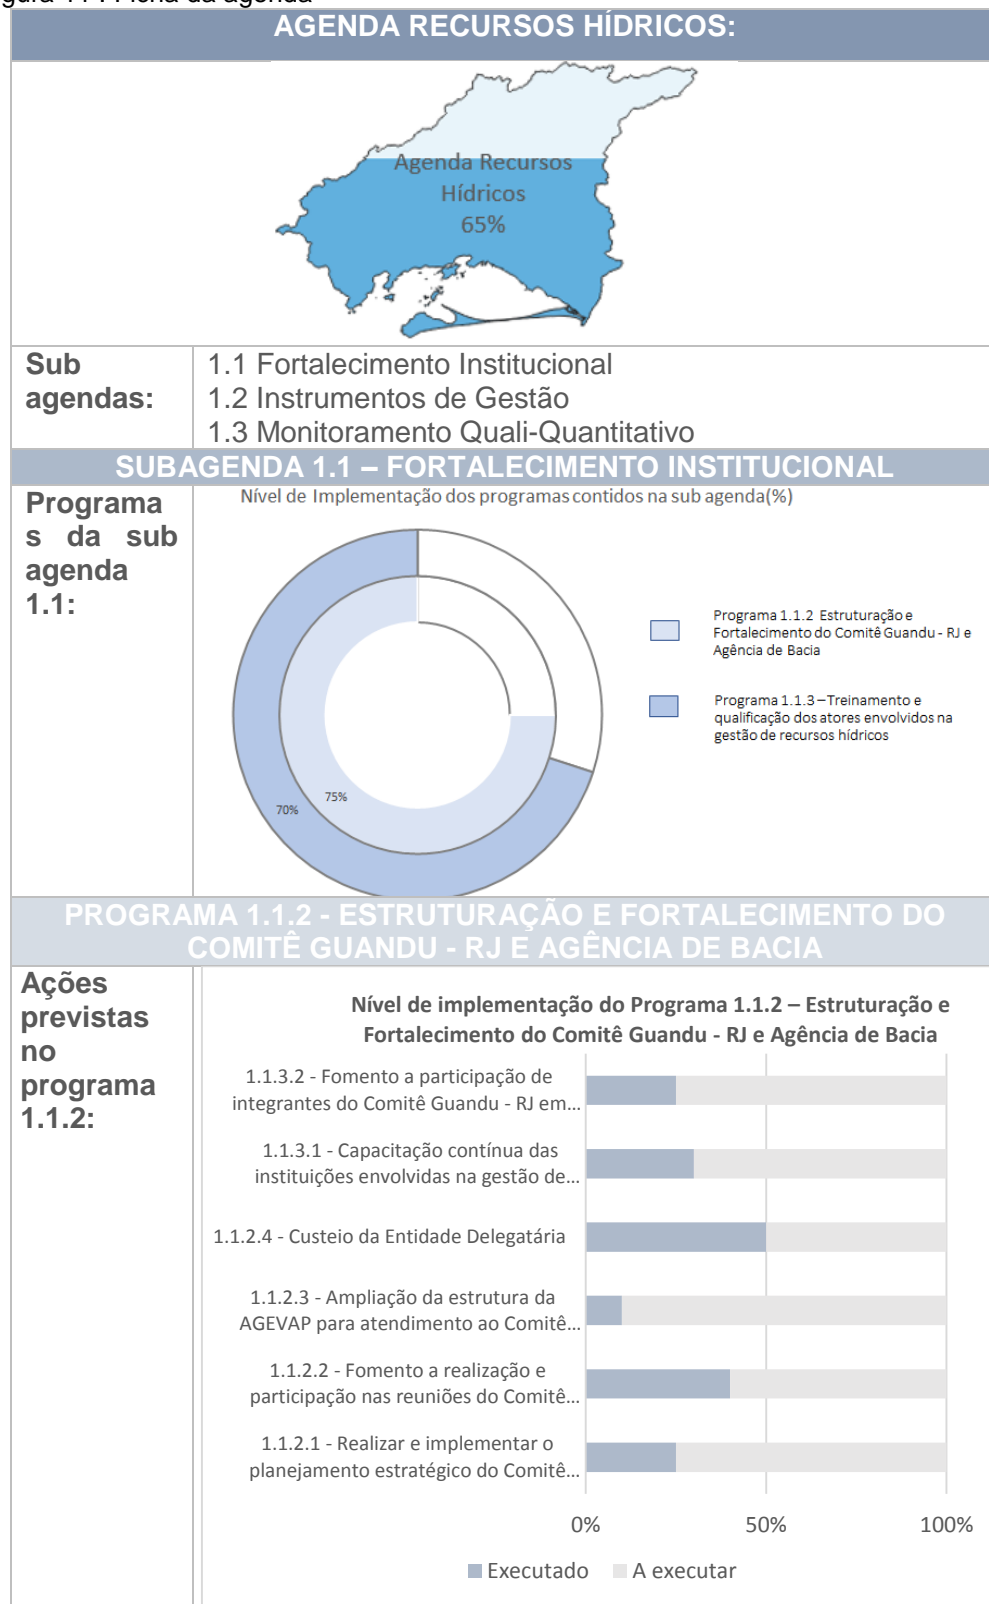 AGENDA RECURSOS HÍDRICOS:
Agenda Recursos
Hídricos
65%
Sub
agendas:
1.1 Fortalecimento Institucional
1.2 Instrumentos de Gestão
1.3 Monitoramento Quali-Quantitativo
SUBAGENDA 1.1 – FORTALECIMENTO INSTITUCIONAL
Programa
s da sub
agenda
1.1:
Nível de Implementação dos programas contidos na sub agenda(%)
75%
70%
Programa 1.1.2 Estruturação e
Fortalecimento do Comitê Guandu - RJ e
Agência de Bacia
Programa 1.1.3 – Treinamento e
qualificação dos atores envolvidos na
gestão de recursos hídricos
PROGRAMA 1.1.2 - ESTRUTURAÇÃO E FORTALECIMENTO DO
COMITÊ GUANDU - RJ E AGÊNCIA DE BACIA
Ações
previstas
no
programa
1.1.2:
Nível de implementação do Programa 1.1.2 – Estruturação e
Fortalecimento do Comitê Guandu - RJ e Agência de Bacia
1.1.3.2 - Fomento a participação de
integrantes do Comitê Guandu - RJ em...
1.1.3.1 - Capacitação contínua das
instituições envolvidas na gestão de...
1.1.2.4 - Custeio da Entidade Delegatária
1.1.2.3 - Ampliação da estrutura da
AGEVAP para atendimento ao Comitê...
1.1.2.2 - Fomento a realização e
participação nas reuniões do Comitê...
1.1.2.1 - Realizar e implementar o
planejamento estratégico do Comitê...
0% 50% 100%
Executado A executar